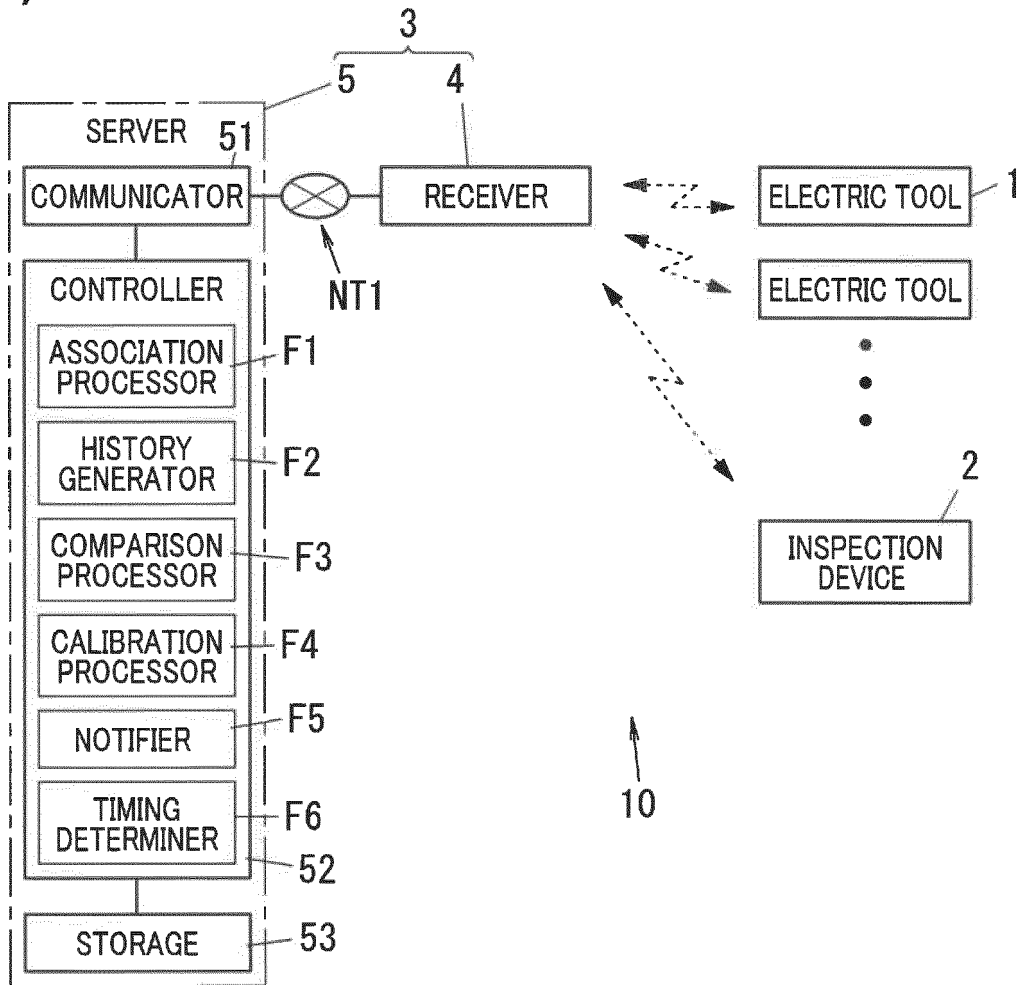 3
5 4
SERVER
51
COMMUNICATOR
RECEIVER
ELECTRIC TOOL
1
NT1
ELECTRIC TOOL
CONTROLLER
ASSOCIATION
PROCESSOR
F1
HISTORY
GENERATOR
F2
COMPARISON
PROCESSOR
F3
2
INSPECTION
DEVICE
CALIBRATION
PROCESSOR
F4
NOTIFIER
F5
TIMING
DETERMINER
F6
10
52
STORAGE
53